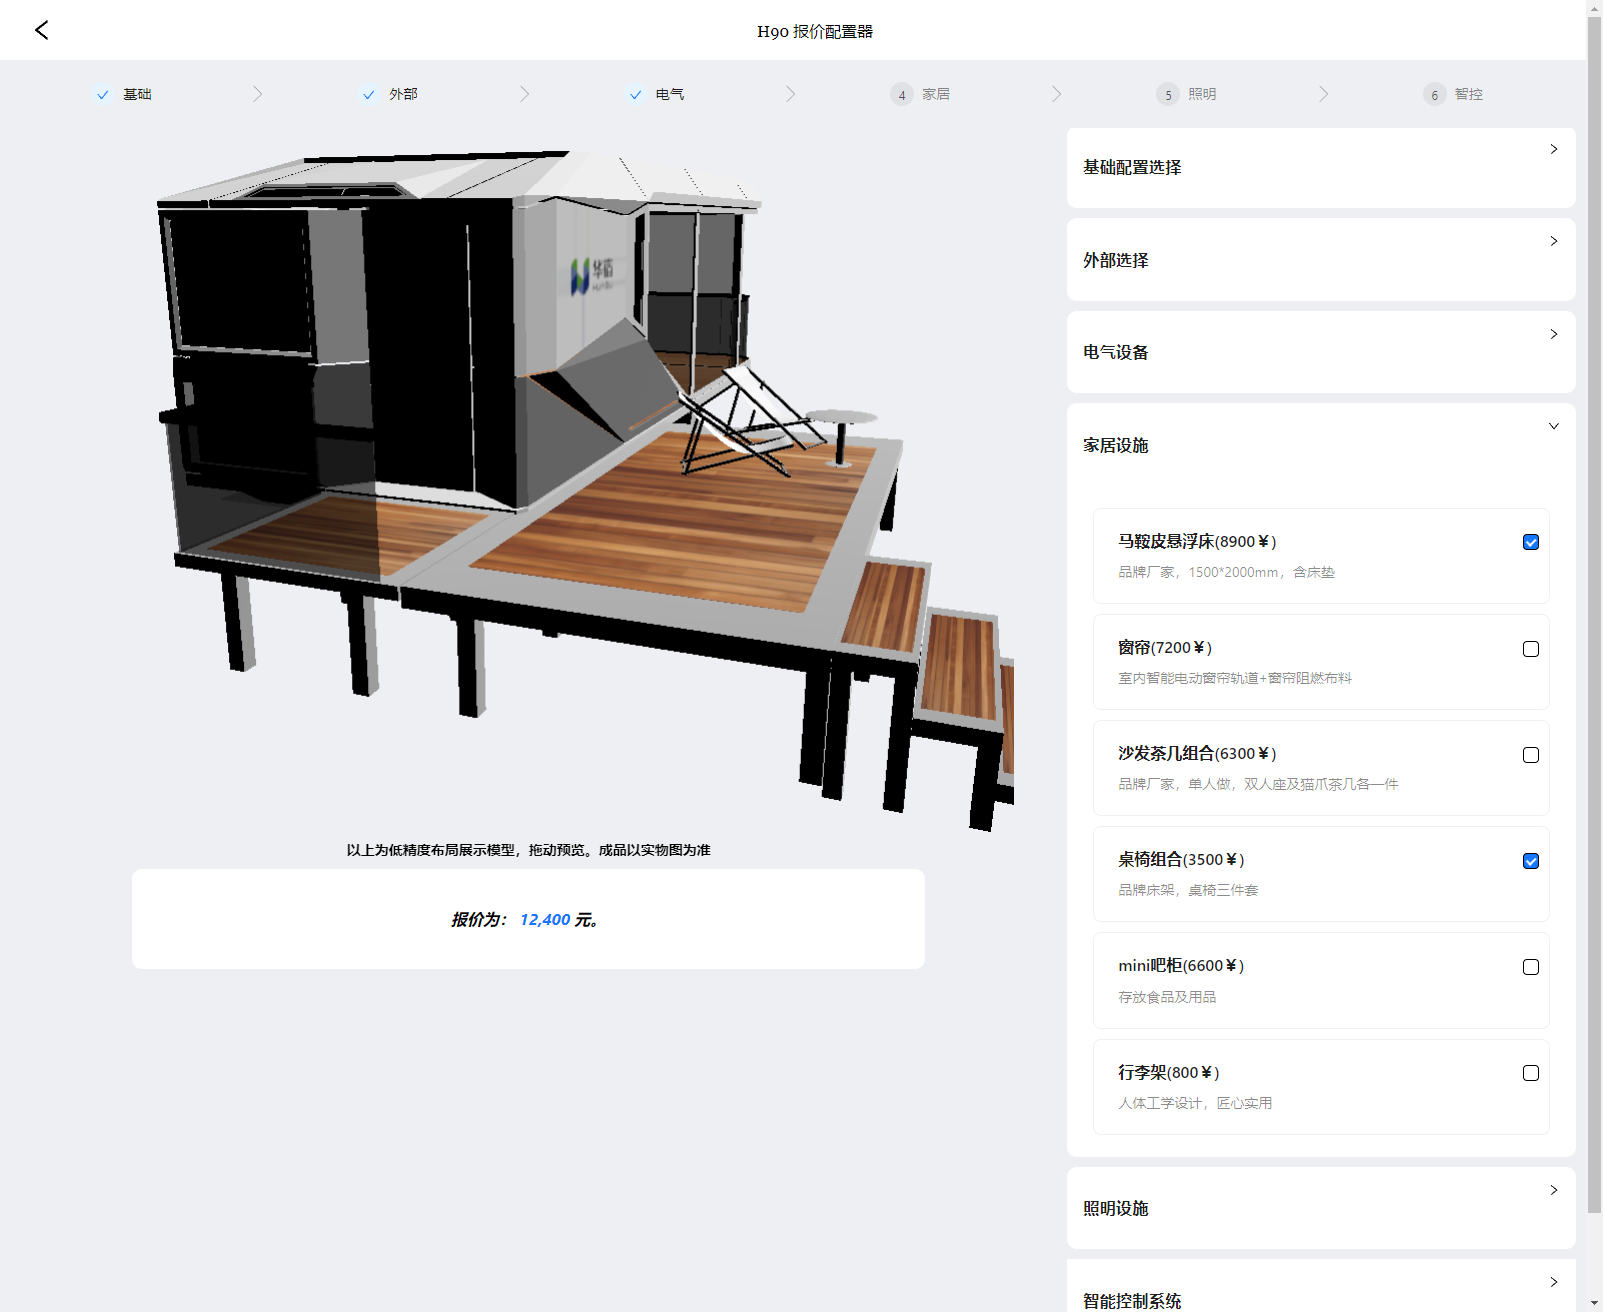 H90 报价配置器
基础
外部
电气
4 家居
5 照明
6 智控
华宿
以上为低精度布局展示模型，拖动预览。成品以实物图为准
报价为： 12,400 元。
基础配置选择
外部选择
电气设备
家居设施
马鞍皮悬浮床(8900￥)
品牌厂家，1500*2000mm，含床垫
窗帘(7200￥)
室内智能电动窗帘轨道+窗帘阻燃布料
沙发茶几组合(6300￥)
品牌厂家，单人做，双人座及猫爪茶几各一件
桌椅组合(3500￥)
品牌床架，桌椅三件套
mini吧柜(6600￥)
存放食品及用品
行李架(800￥)
人体工学设计，匠心实用
照明设施
智能控制系统